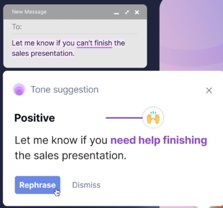 New Message
To:
Let me know if you can't finish the
sales presentation.
Tone suggestion
Positive
Let me know if you need help finishing
the sales presentation.
Rephrase
Dismiss